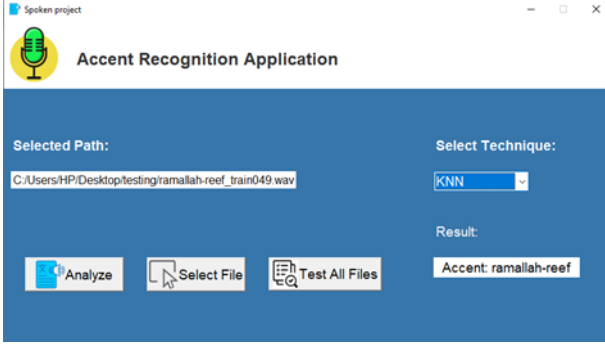 Spoken project
Accent Recognition Application
Selected Path:
Select Technique:
C:/Users/HP/Desktop/testing/ramallah-reef_train049.wav
KNN
Result:
Analyze
Select File
Test All Files
Accent: ramallah-reef